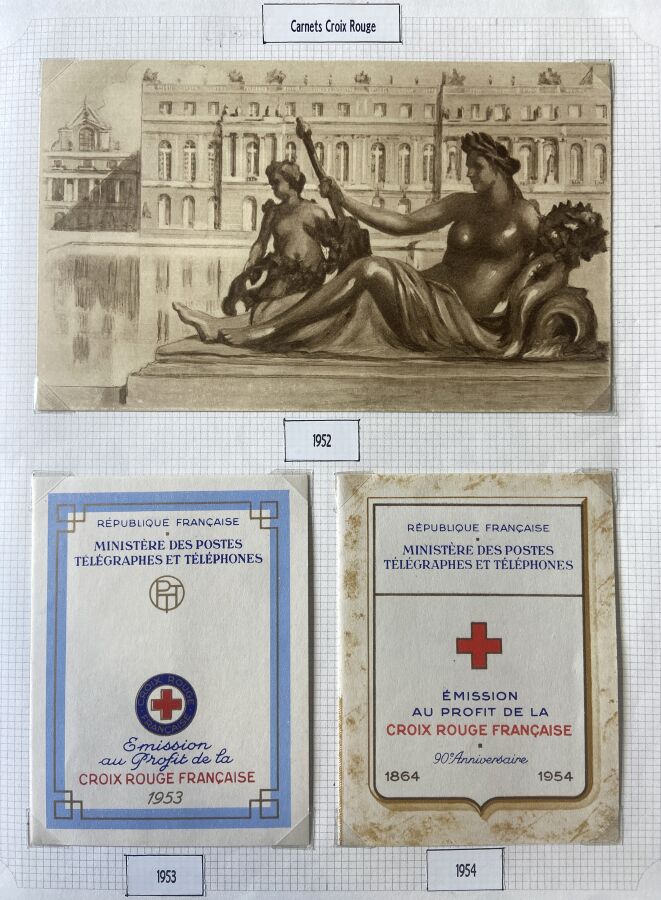 Carnets Croix Rouge
1952
RÉPUBLIQUE FRANÇAISE
MINISTÈRE DES POSTES
TÉLÉGRAPHES ET TÉLÉPHONES
PTT
CROIX ROUGE
FRANÇAISE
Emission
au Profit de la
CROIX ROUGE FRANÇAISE
1953
1953
RÉPUBLIQUE FRANÇAISE
MINISTÈRE DES POSTES
TÉLÉGRAPHES ET TÉLÉPHONES
ÉMISSION
AU PROFIT DE LA
CROIX ROUGE FRANÇAISE
90e Anniversaire
1864 1954
1954